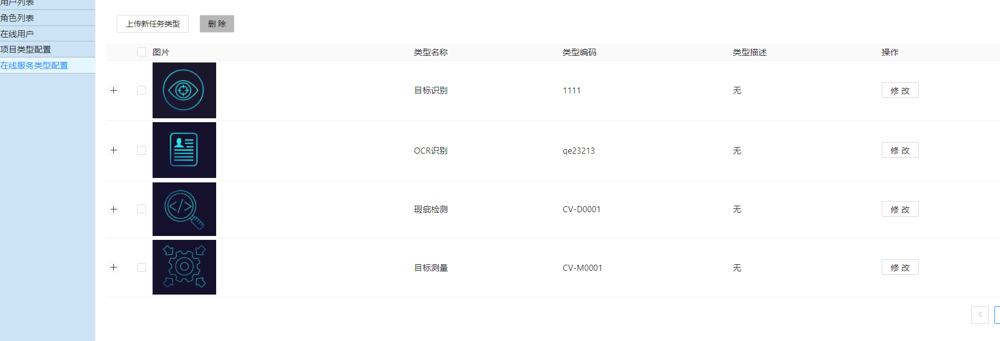 用户列表
角色列表
在线用户
项目类型配置
在线服务类型配置
上传新任务类型 删 除
图片 类型名称 类型编码 类型描述 操作
目标识别 1111 无 修 改
OCR识别 qe23213 无 修 改
瑕疵检测 CV-D0001 无 修 改
目标测量 CV-M0001 无 修 改